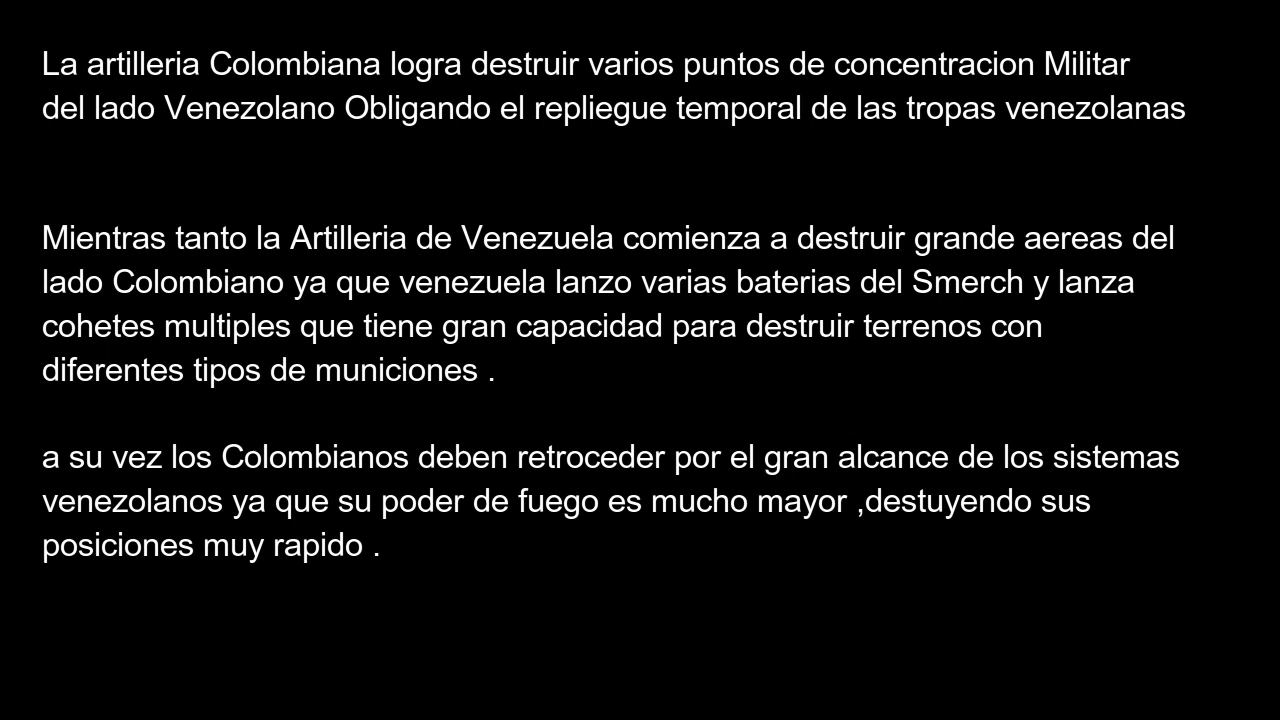 La artilleria Colombiana logra destruir varios puntos de concentracion Militar
del lado Venezolano Obligando el repliegue temporal de las tropas venezolanas
Mientras tanto la Artilleria de Venezuela comienza a destruir grande aereas del
lado Colombiano ya que venezuela lanzo varias baterias del Smerch y lanza
cohetes multiples que tiene gran capacidad para destruir terrenos con
diferentes tipos de municiones .
a su vez los Colombianos deben retroceder por el gran alcance de los sistemas
venezolanos ya que su poder de fuego es mucho mayor ,destuyendo sus
posiciones muy rapido .